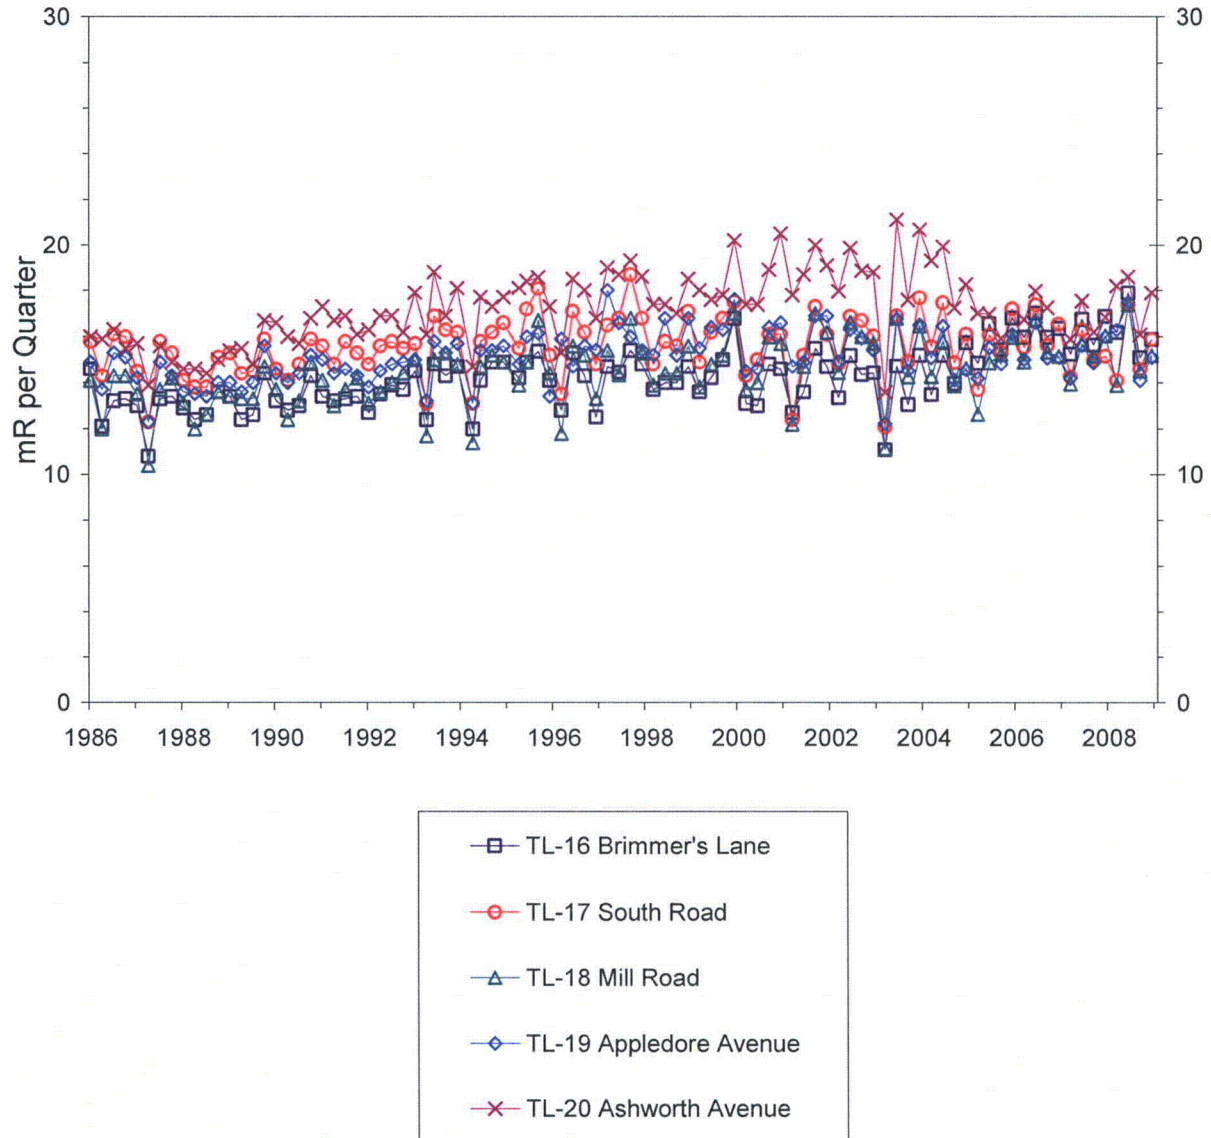 30 30
mR per Quarter
20 20
10 10
0 0
1986 1988 1990 1992 1994 1996 1998 2000 2002 2004 2006 2008
TL-16 Brimmer's Lane
TL-17 South Road
TL-18 Mill Road
TL-19 Appledore Avenue
TL-20 Ashworth Avenue